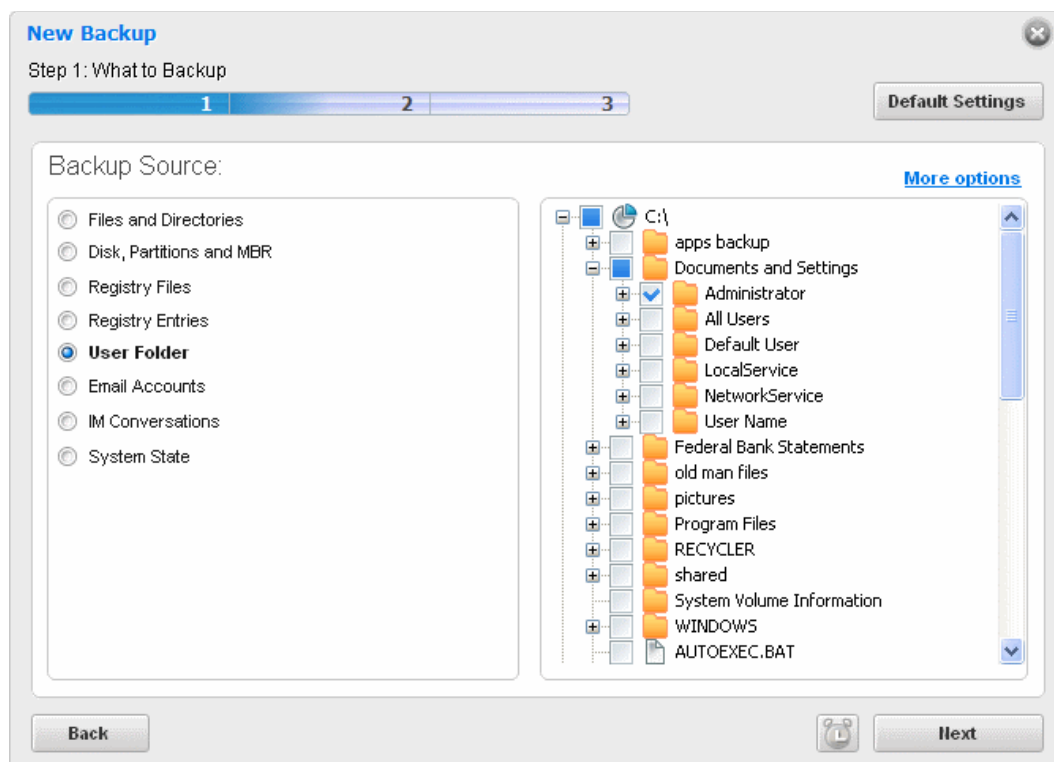 New Backup
Step 1: What to Backup
1 2 3
Default Settings
Backup Source:
More options
Files and Directories
Disk, Partitions and MBR
Registry Files
Registry Entries
User Folder
Email Accounts
IM Conversations
System State
C:\
apps backup
Documents and Settings
Administrator
All Users
Default User
LocalService
NetworkService
User Name
Federal Bank Statements
old man files
pictures
Program Files
RECYCLER
shared
System Volume Information
WINDOWS
AUTOEXEC.BAT
Back
Next